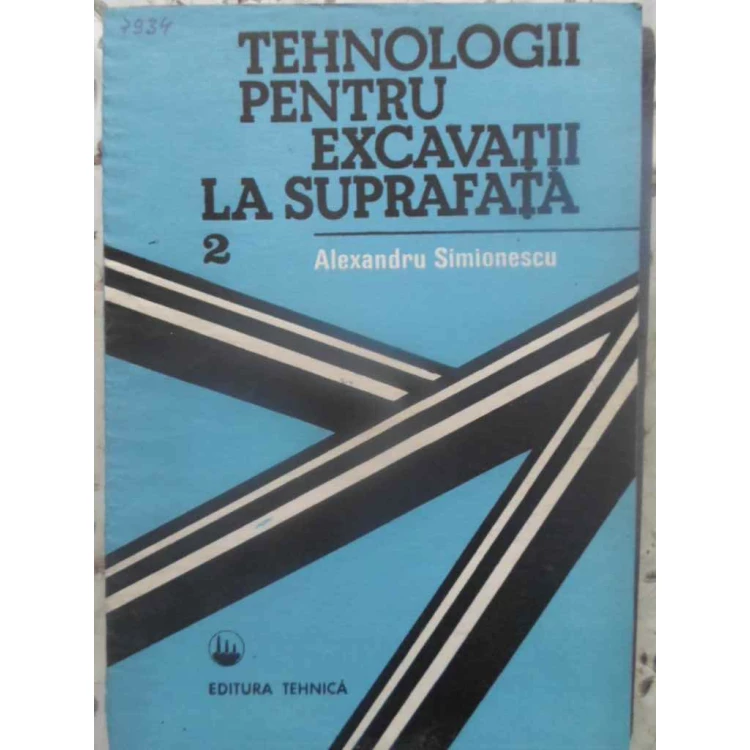 7934
TEHNOLOGII
PENTRU
EXCAVAȚII
LA SUPRAFAȚĂ
2
Alexandru Simionescu
EDITURA TEHNICĂ